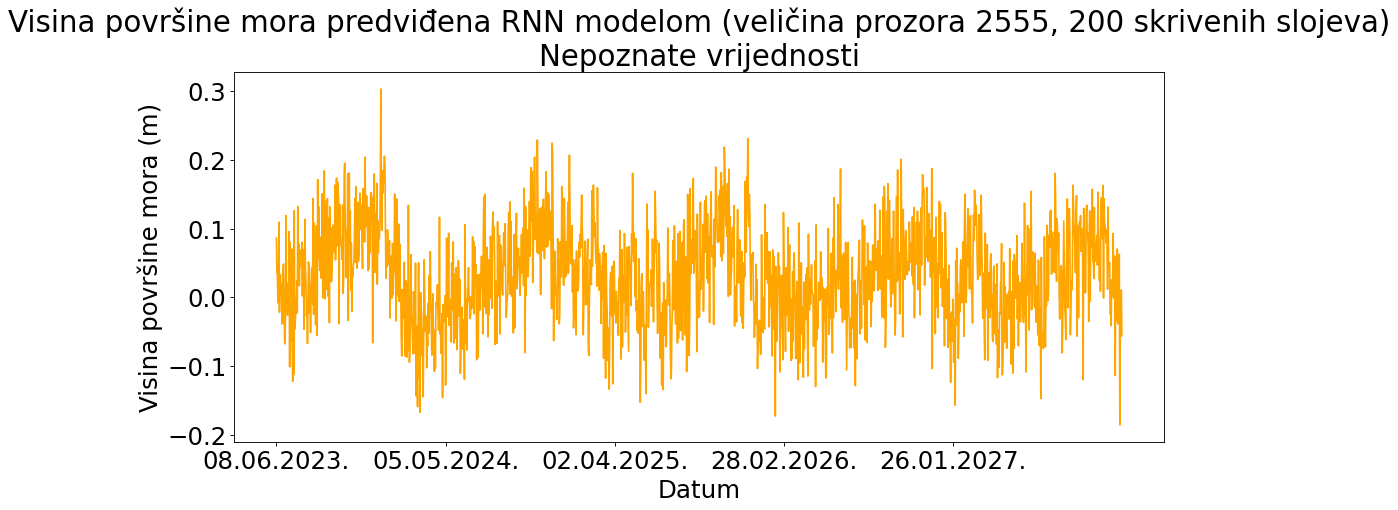 Visina površine mora predviđena RNN modelom (veličina prozora 2555, 200 skrivenih slojeva)
Nepoznate vrijednosti
Visina površine mora (m)
0.3
0.2
0.1
0.0
−0.1
−0.2
08.06.2023. 05.05.2024. 02.04.2025. 28.02.2026. 26.01.2027.
Datum